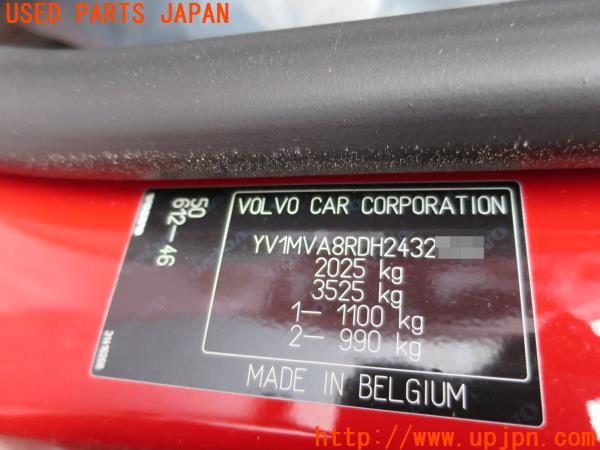 USED PARTS JAPAN
VOLVO CAR CORPORATION
YV1MVA8RDH2432
2025 kg
3525 kg
1- 1100 kg
2- 990 kg
MADE IN BELGIUM
50
612-46
http://www.upjpn.com